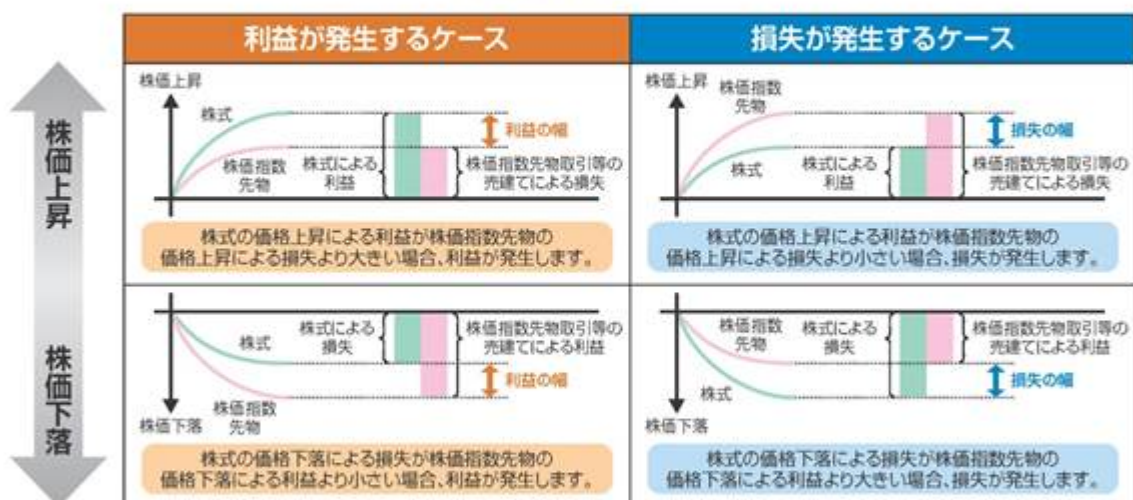 利益が発生するケース
損失が発生するケース
株価上昇
株価下落
株価上昇
株式
株価指数
先物
株式による
利益
利益の幅
株価指数先物取引等の
売建てによる損失
株式の価格上昇による利益が株価指数先物の
価格上昇による損失より大きい場合、利益が発生します。
株価上昇
株価指数
先物
株式
株式による
利益
損失の幅
株価指数先物取引等の
売建てによる損失
株式の価格上昇による利益が株価指数先物の
価格上昇による損失より小さい場合、損失が発生します。
株式
株式による
損失
株価指数先物取引等の
売建てによる利益
利益の幅
株価指数
先物
株価下落
株式の価格下落による損失が株価指数先物の
価格下落による利益より小さい場合、利益が発生します。
株価指数
先物
株式による
損失
株価指数先物取引等の
売建てによる利益
株式
損失の幅
株価下落
株式の価格下落による損失が株価指数先物の
価格下落による利益より大きい場合、損失が発生します。